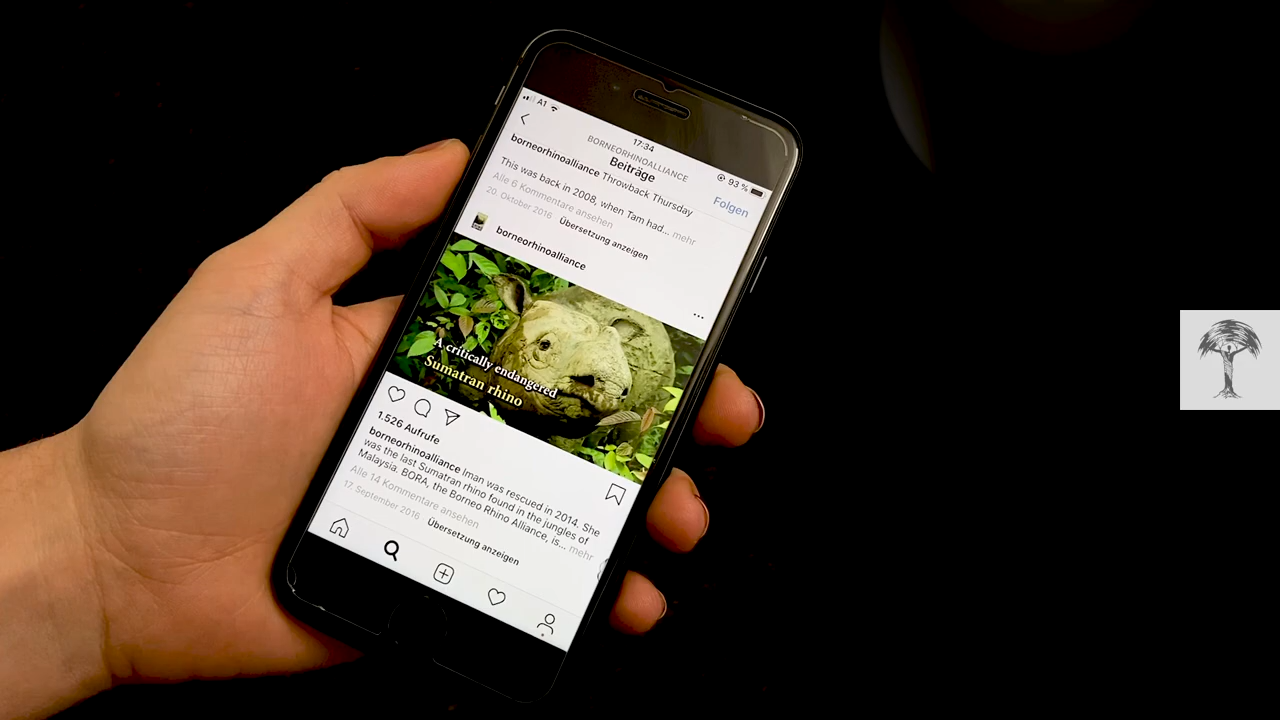 A1
17:34
93 %
BORNEORHINOALLIANCE
Beiträge
Folgen
borneorhinoalliance Throwback Thursday
This was back in 2008, when Tam had... mehr
Alle 6 Kommentare ansehen
20. Oktober 2016 Übersetzung anzeigen
borneorhinoalliance
A critically endangered
Sumatran rhino
1.526 Aufrufe
borneorhinoalliance Iman was rescued in 2014. She
was the last Sumatran rhino found in the jungles of
Malaysia. BORA, the Borneo Rhino Alliance, is... mehr
Alle 14 Kommentare ansehen
17. September 2016 Übersetzung anzeigen